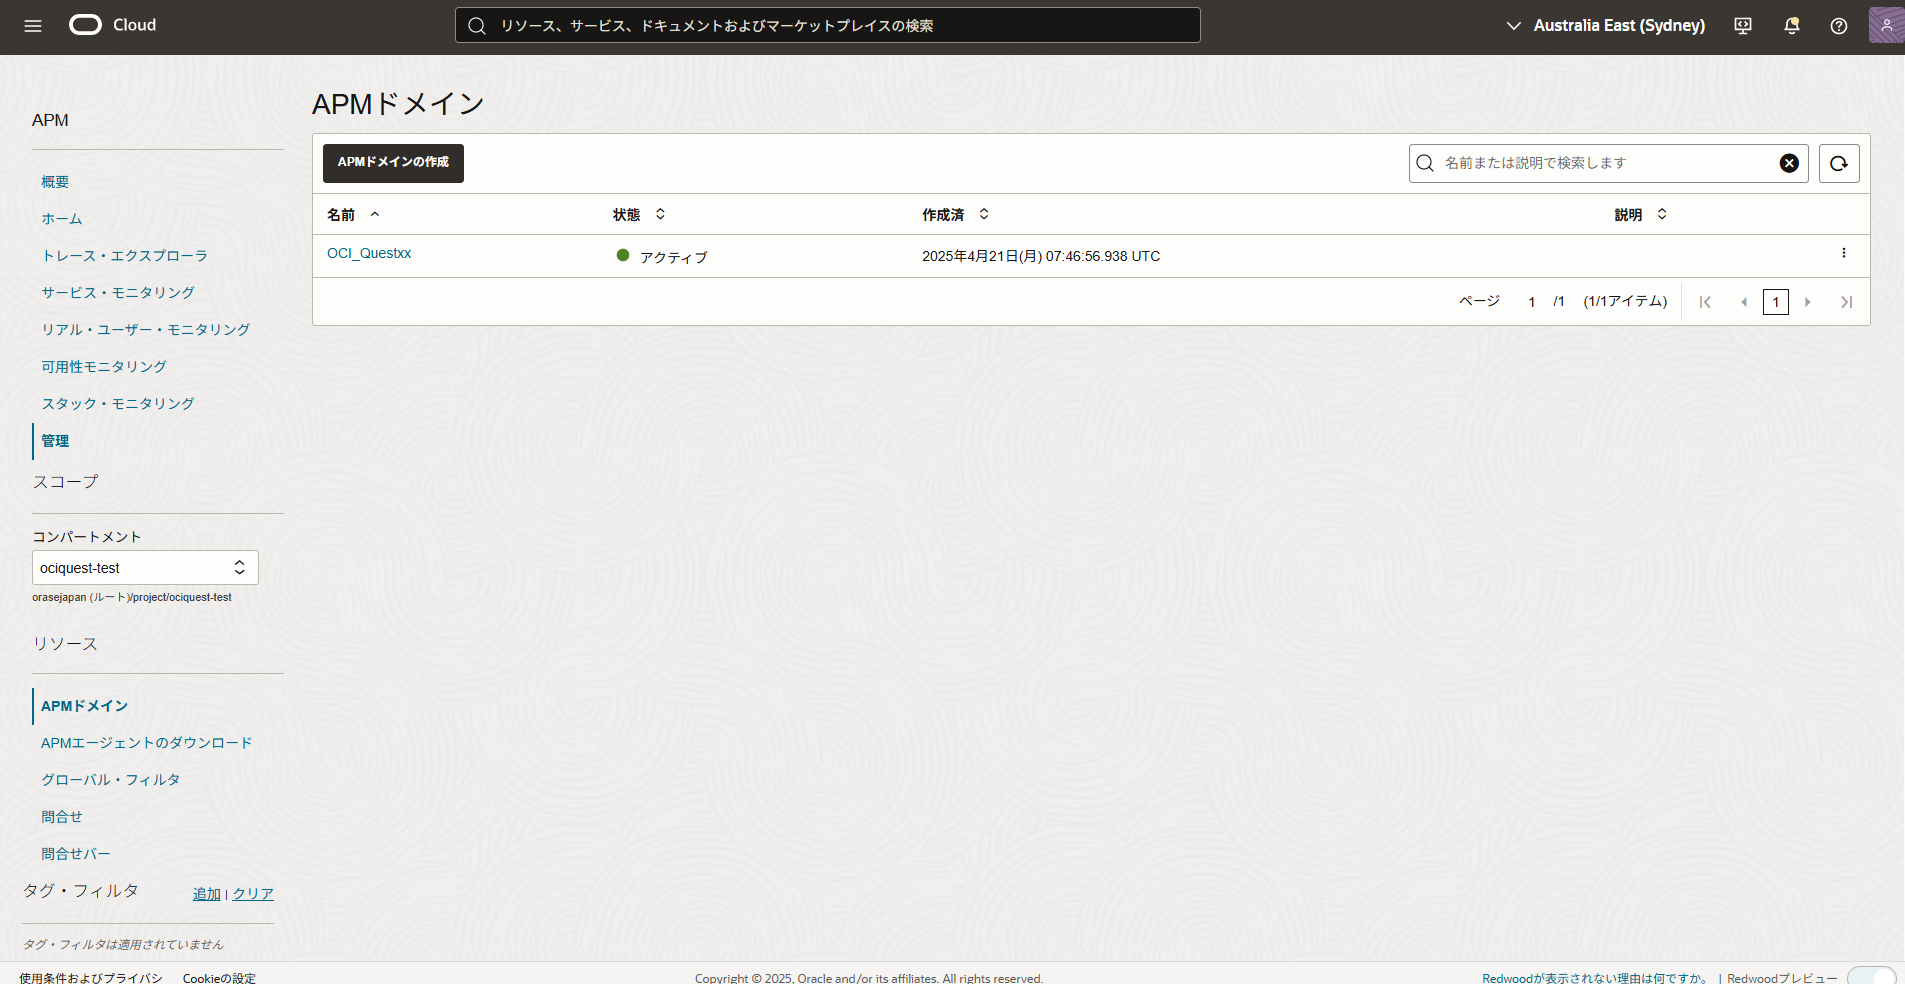 Cloud
リソース、サービス、ドキュメントおよびマーケットプレイスの検索
Australia East (Sydney)
APM
概要
ホーム
トレース・エクスプローラ
サービス・モニタリング
リアル・ユーザー・モニタリング
可用性モニタリング
スタック・モニタリング
管理
スコープ
コンパートメント
ociquest-test
orasejapan (ルート)/project/ociquest-test
リソース
APMドメイン
APMエージェントのダウンロード
グローバル・フィルタ
問合せ
問合せバー
タグ・フィルタ 追加 | クリア
タグ・フィルタは適用されていません
APMドメイン
APMドメインの作成
名前または説明で検索します
名前 状態 作成済 説明
OCI_Questxx アクティブ 2025年4月21日(月) 07:46:56.938 UTC
ページ 1 /1 (1/1アイテム) 1
使用条件およびプライバシ Cookieの設定 Copyright © 2025, Oracle and/or its affiliates. All rights reserved. Redwoodが表示されない理由は何ですか。 | Redwoodプレビュー